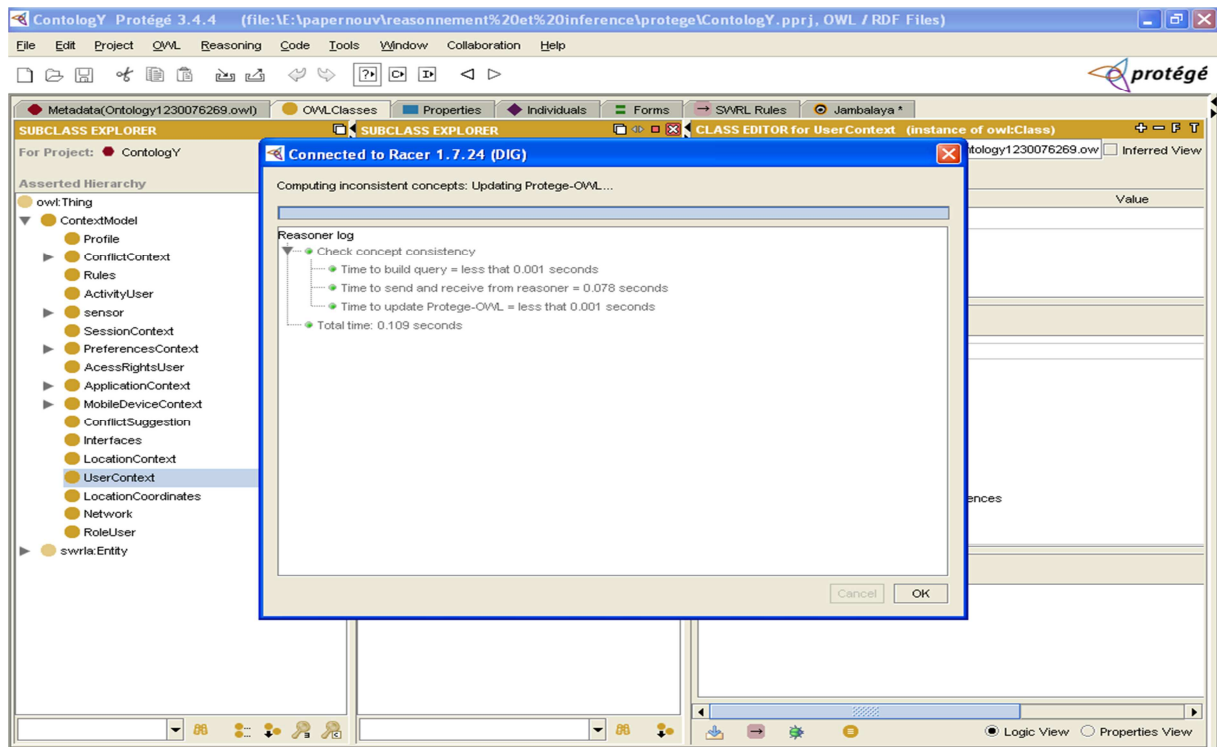 ContologY Protégé 3.4.4 (file:\E:\papernouv\reasonnement%20et%20inference\protege\ContologY.pprj, OWL / RDF Files)
File Edit Project OWL Reasoning Code Tools Window Collaboration Help
protégé
Metadata(Ontology1230076269.owl) OWLClasses Properties Individuals Forms SWRL Rules Jambalaya *
SUBCLASS EXPLORER SUBCLASS EXPLORER CLASS EDITOR for UserContext (instance of owl:Class)
For Project: ContologY
tology1230076269.ow Inferred View
Connected to Racer 1.7.24 (DIG)
Asserted Hierarchy
Computing inconsistent concepts: Updating Protege-OWL...
Value
owl:Thing
ContextModel
Profile
ConflictContext
Rules
ActivityUser
sensor
SessionContext
PreferencesContext
AcessRightsUser
ApplicationContext
MobileDeviceContext
ConflictSuggestion
Interfaces
LocationContext
UserContext
LocationCoordinates
Network
RoleUser
swrla:Entity
Reasoner log
Check concept consistency
Time to build query = less that 0.001 seconds
Time to send and receive from reasoner = 0.078 seconds
Time to update Protege-OWL = less that 0.001 seconds
Total time: 0.109 seconds
ences
Cancel OK
Logic View Properties View